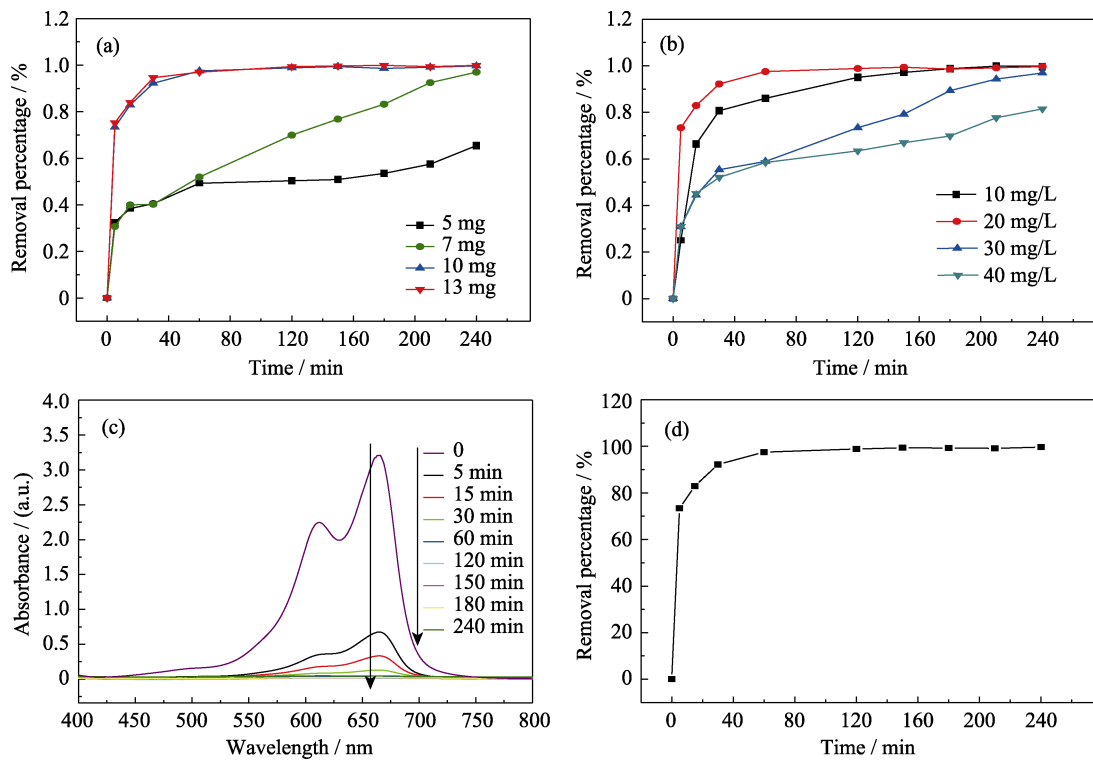 (a)
Removal percentage / %
1.2
1.0
0.8
0.6
0.4
0.2
0
5 mg
7 mg
10 mg
13 mg
0 40 80 120 160 200 240
Time / min
(b)
Removal percentage / %
1.2
1.0
0.8
0.6
0.4
0.2
0
10 mg/L
20 mg/L
30 mg/L
40 mg/L
0 40 80 120 160 200 240
Time / min
(c)
Absorbance / (a.u.)
4.0
3.5
3.0
2.5
2.0
1.5
1.0
0.5
0
0
5 min
15 min
30 min
60 min
120 min
150 min
180 min
240 min
400 450 500 550 600 650 700 750 800
Wavelength / nm
(d)
Removal percentage / %
120
100
80
60
40
20
0
0 40 80 120 160 200 240
Time / min